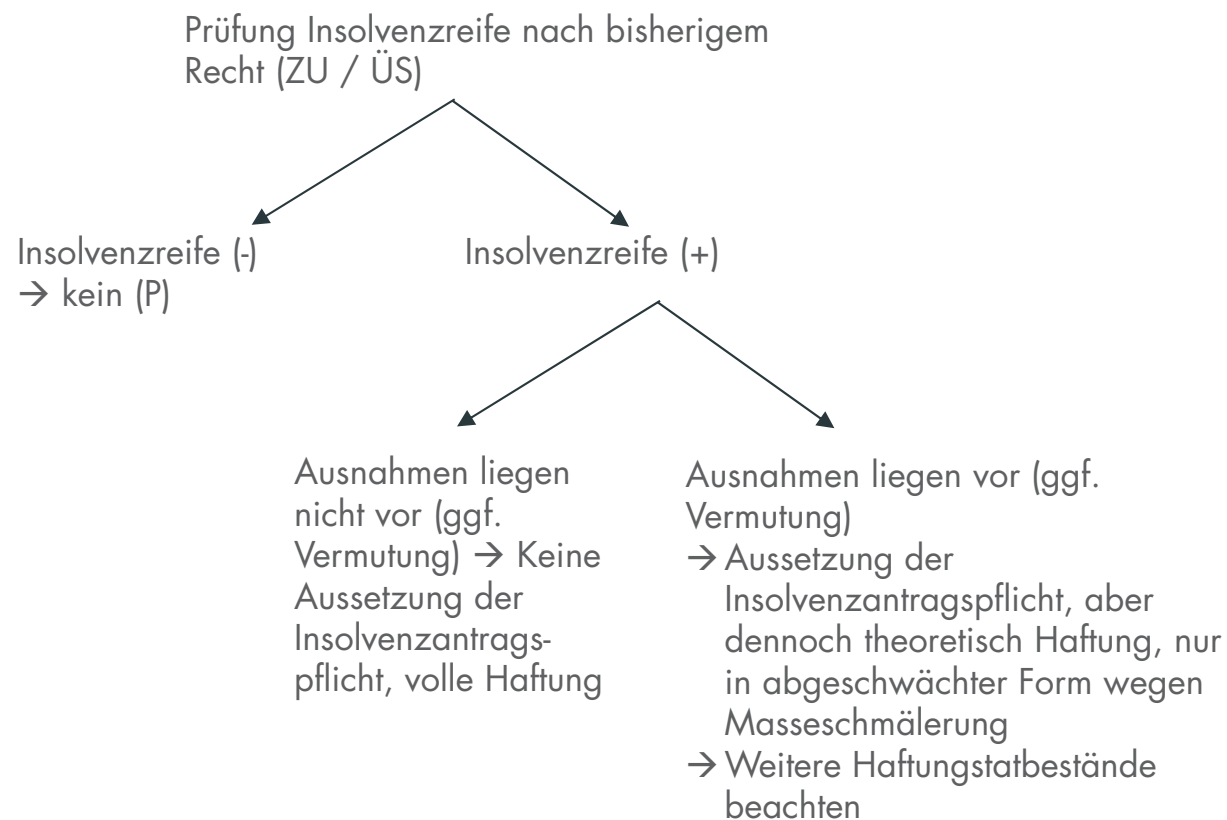 Prüfung Insolvenzreife nach bisherigem
Recht (ZU / ÜS)
Insolvenzreife (-)
→ kein (P)
Insolvenzreife (+)
Ausnahmen liegen
nicht vor (ggf.
Vermutung) → Keine
Aussetzung der
Insolvenzantrags-
pflicht, volle Haftung
Ausnahmen liegen vor (ggf.
Vermutung)
→ Aussetzung der
Insolvenzantragspflicht, aber
dennoch theoretisch Haftung, nur
in abgeschwächter Form wegen
Masseschmälerung
→ Weitere Haftungstatbestände
beachten